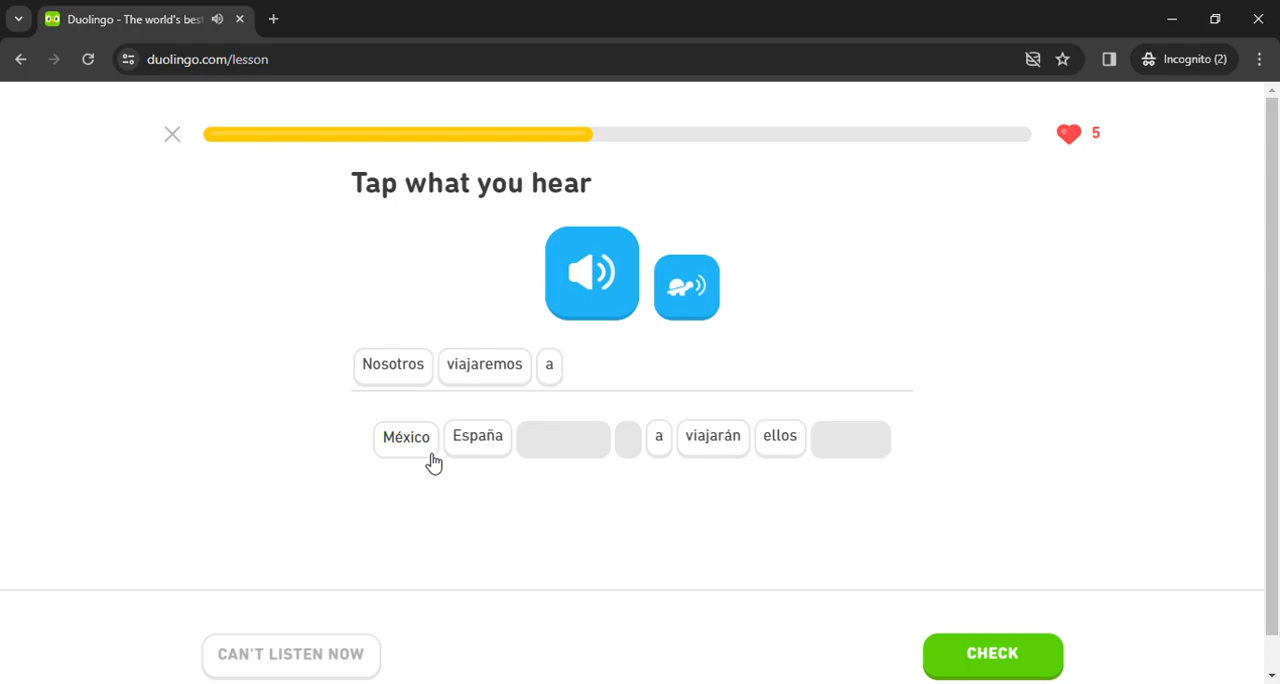 Duolingo - The world's bes
duolingo.com/lesson
Incognito (2)
5
Tap what you hear
Nosotros viajaremos a
México España a viajarán ellos
CAN'T LISTEN NOW
CHECK